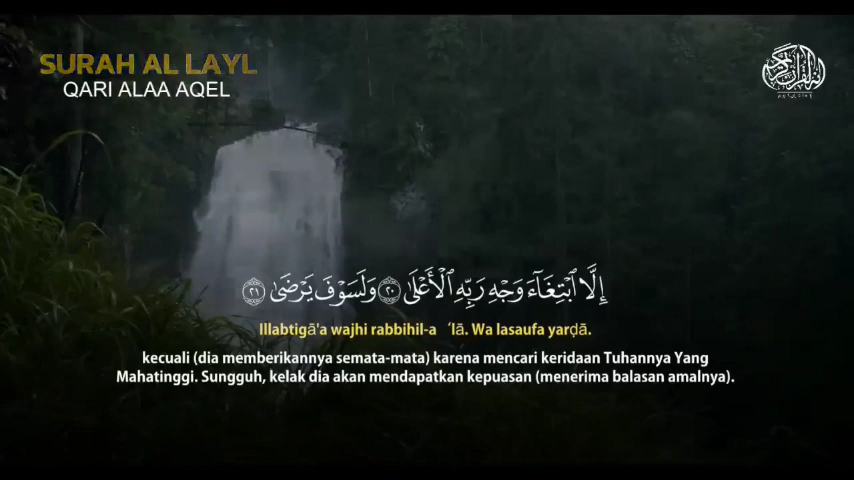 SURAH AL LAYL
QARI ALAA AQEL
إِلَّا ٱبْتِغَآءَ وَجْهِ رَبِّهِ ٱلْأَعْلَىٰ ٢٠ وَلَسَوْفَ يَرْضَىٰ ٢١
Illabtigā'a wajhi rabbihil-a ´lā. Wa lasaufa yarḍā.
kecuali (dia memberikannya semata-mata) karena mencari keridaan Tuhannya Yang
Mahatinggi. Sungguh, kelak dia akan mendapatkan kepuasan (menerima balasan amalnya).